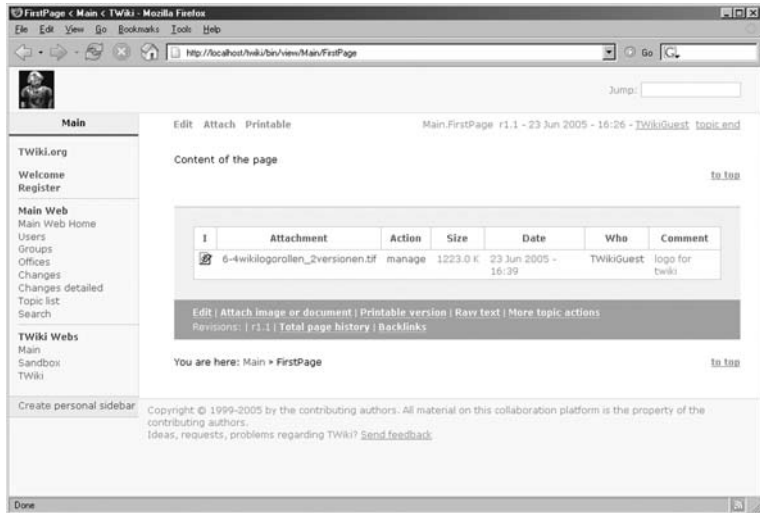 FirstPage < Main < TWiki - Mozilla Firefox
File Edit View Go Bookmarks Tools Help
http://localhost/twiki/bin/view/Main/FirstPage Go G
Jump:
Main
Edit Attach Printable
Main.FirstPage r1.1 - 23 Jun 2005 - 16:26 - TWikiGuest topic end
TWiki.org
Welcome
Register
Main Web
Main Web Home
Users
Groups
Offices
Changes
Changes detailed
Topic list
Search
TWiki Webs
Main
Sandbox
TWiki
Create personal sidebar
Content of the page
to top
I Attachment Action Size Date Who Comment
6-4wikilogorollen_2versionen.tif manage 1223.0 K 23 Jun 2005 - TWikiGuest logo for
16:39 twiki
Edit | Attach image or document | Printable version | Raw text | More topic actions
Revisions: | r1.1 | Total page history | Backlinks
You are here: Main > FirstPage
to top
Copyright © 1999-2005 by the contributing authors. All material on this collaboration platform is the property of the
contributing authors.
Ideas, requests, problems regarding TWiki? Send feedback
Done